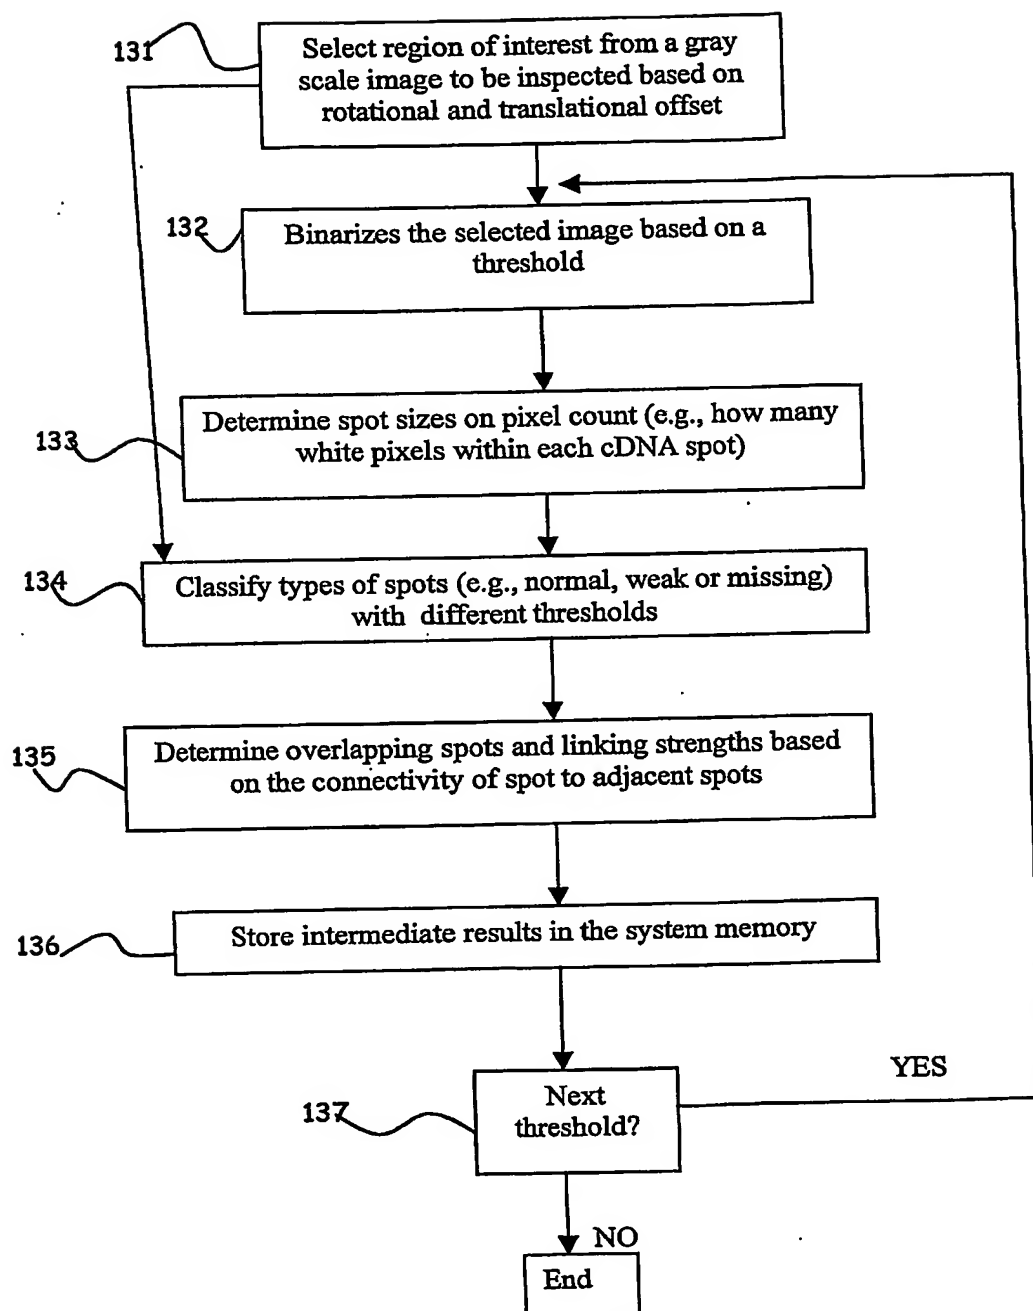 131
Select region of interest from a gray
scale image to be inspected based on
rotational and translational offset
132
Binarizes the selected image based on a
threshold
133
Determine spot sizes on pixel count (e.g., how many
white pixels within each cDNA spot)
134
Classify types of spots (e.g., normal, weak or missing)
with different thresholds
135
Determine overlapping spots and linking strengths based
on the connectivity of spot to adjacent spots
136
Store intermediate results in the system memory
137
Next
threshold?
YES
NO
End